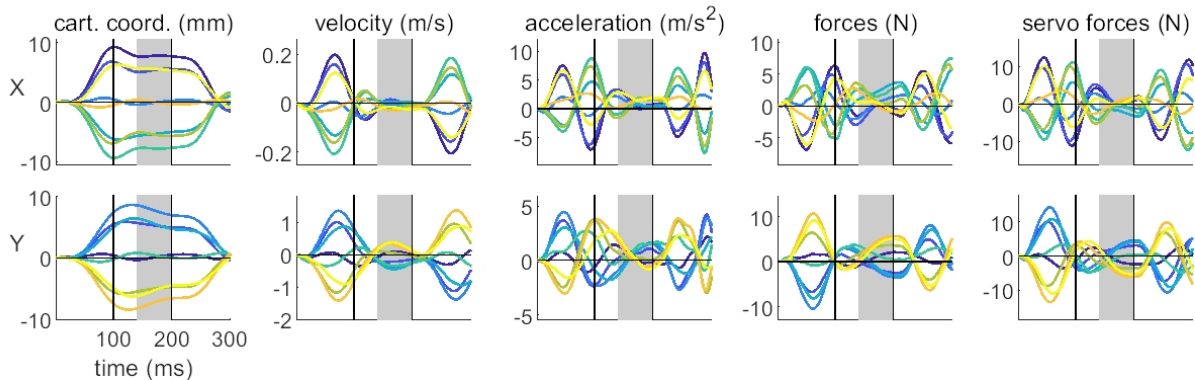 cart. coord. (mm) velocity (m/s) acceleration (m/s²) forces (N) servo forces (N)
10 0.2 10 10
5 5
X 0 0 0 0 0
-5 -5
-10 -0.2 -10
10 5 10 10
1
Y 0 0 0 0 0
-1
-10 -2 -5 -10 -10
100 200 300
time (ms)